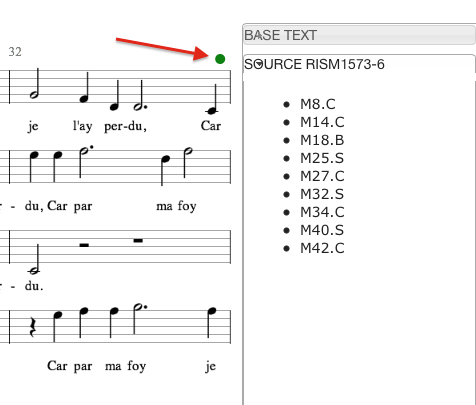 32
je l'ay per-du, Car
- du, Car par ma foy
- du.
Car par ma foy je
BASE TEXT
SOURCE RISM1573-6
M8.C
M14.C
M18.B
M25.S
M27.C
M32.S
M34.C
M40.S
M42.C